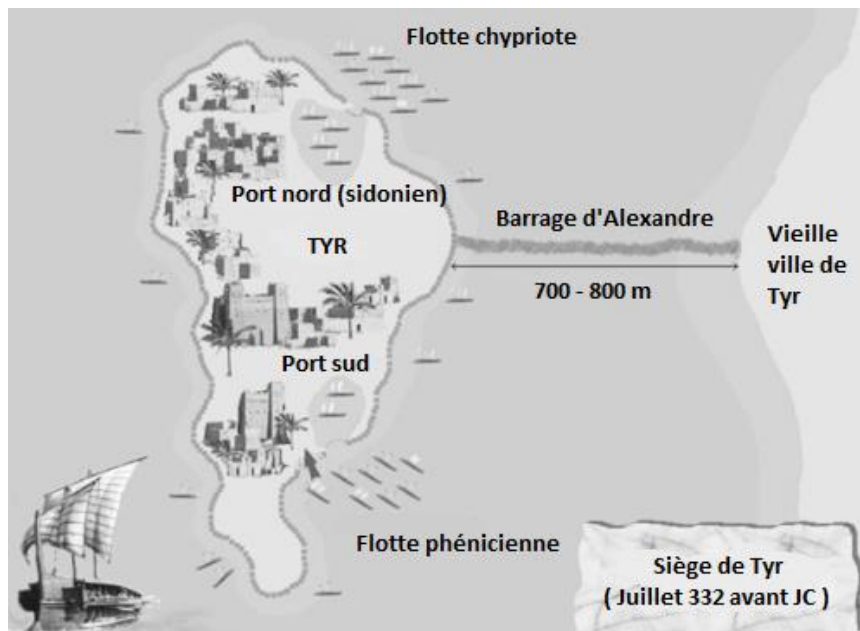 Flotte chypriote
Port nord (sidonien)
Barrage d'Alexandre
TYR
Vieille
ville de
Tyr
700 - 800 m
Port sud
Flotte phénicienne
Siège de Tyr
( Juillet 332 avant JC )